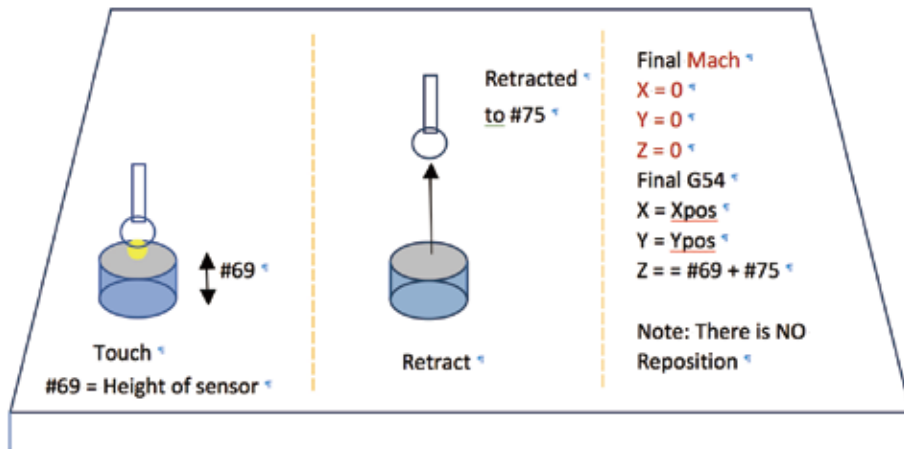 #69
Touch
#69 = Height of sensor
Retracted
to #75
Retract
Final Mach
X = 0
Y = 0
Z = 0
Final G54
X = Xpos
Y = Ypos
Z = = #69 + #75
Note: There is NO
Reposition